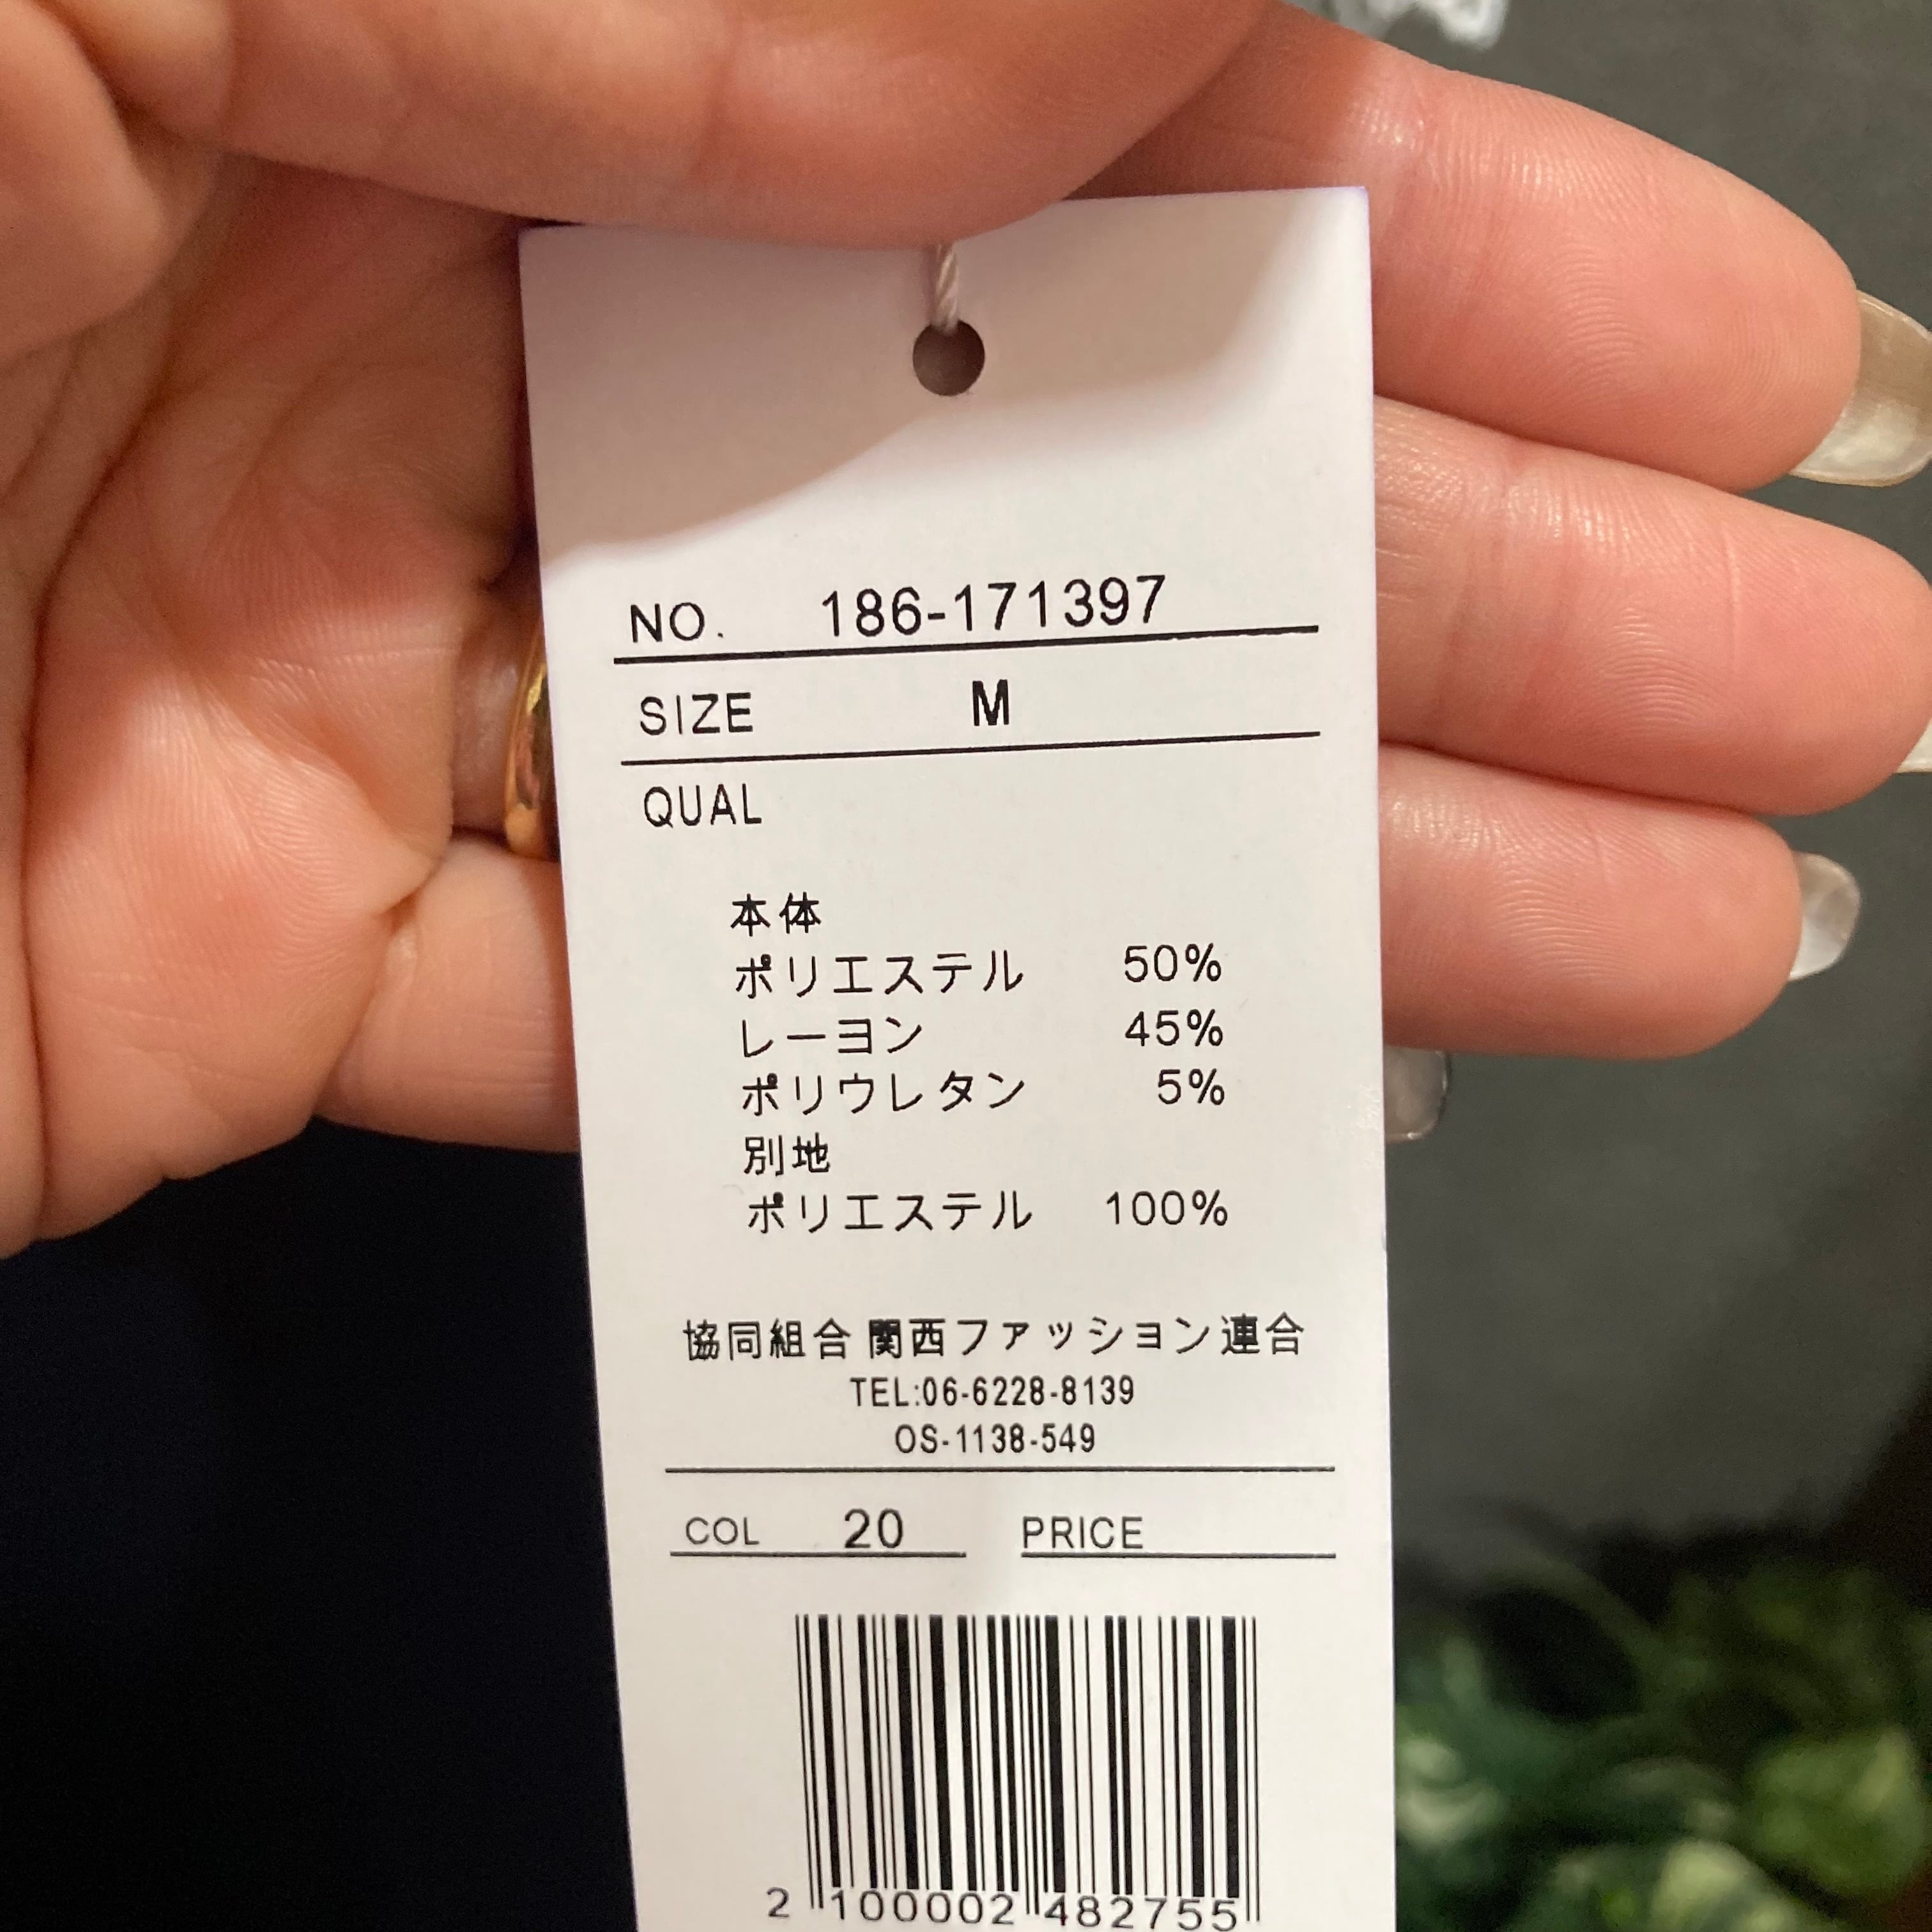 NO. 186-171397
SIZE M
QUAL
本体
ポリエステル 50%
レーヨン 45%
ポリウレタン 5%
別地
ポリエステル 100%
協同組合 関西ファッション連合
TEL:06-6228-8139
OS-1138-549
COL 20 PRICE
2 100002 482755